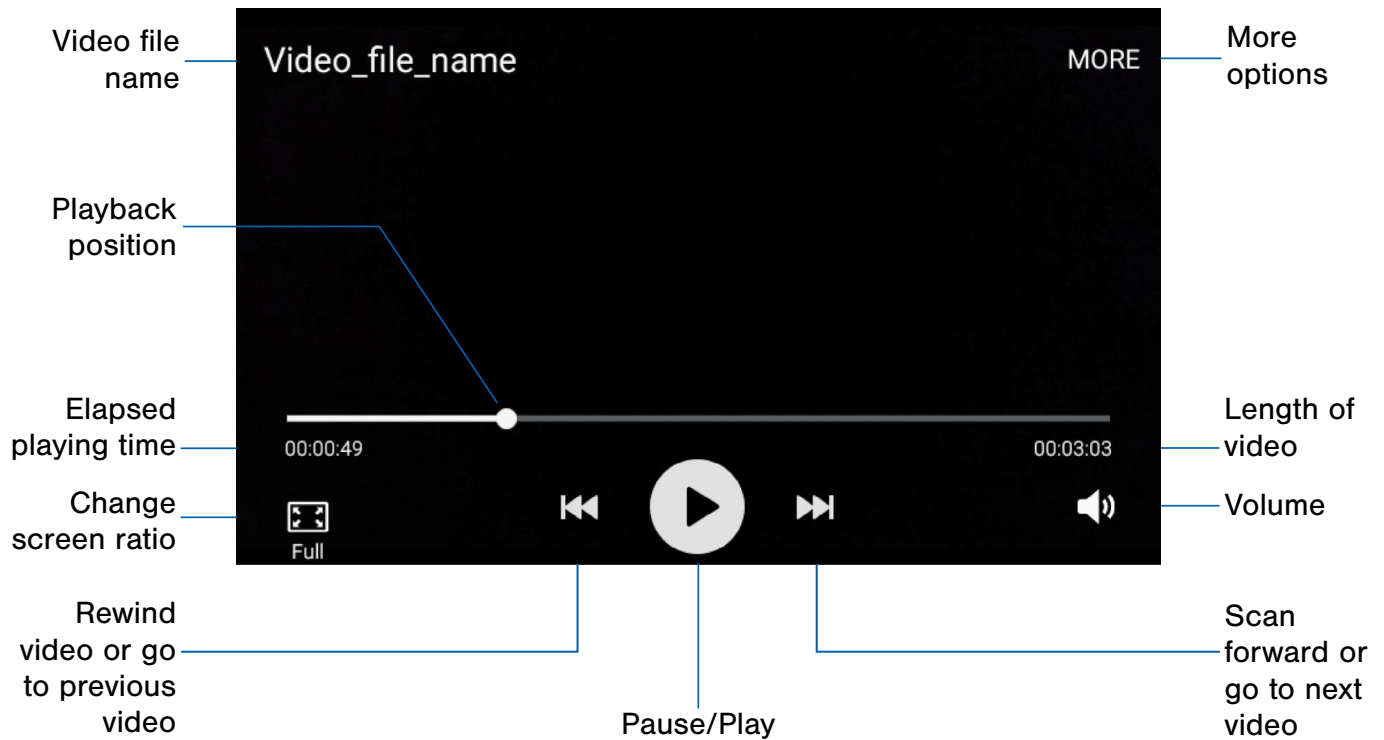 Video file
name
Video_file_name
MORE
More
options
Playback
position
Elapsed
playing time
00:00:49
00:03:03
Length of
video
Change
screen ratio
Full
Volume
Rewind
video or go
to previous
video
Pause/Play
Scan
forward or
go to next
video